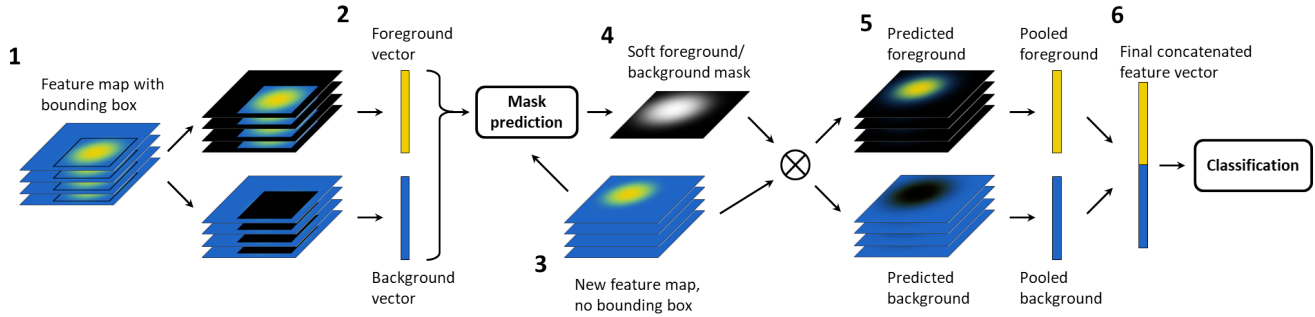 1
Feature map with
bounding box
2
Foreground
vector
Background
vector
Mask
prediction
3
New feature map,
no bounding box
4
Soft foreground/
background mask
5
Predicted
foreground
Predicted
background
Pooled
foreground
Pooled
background
6
Final concatenated
feature vector
Classification